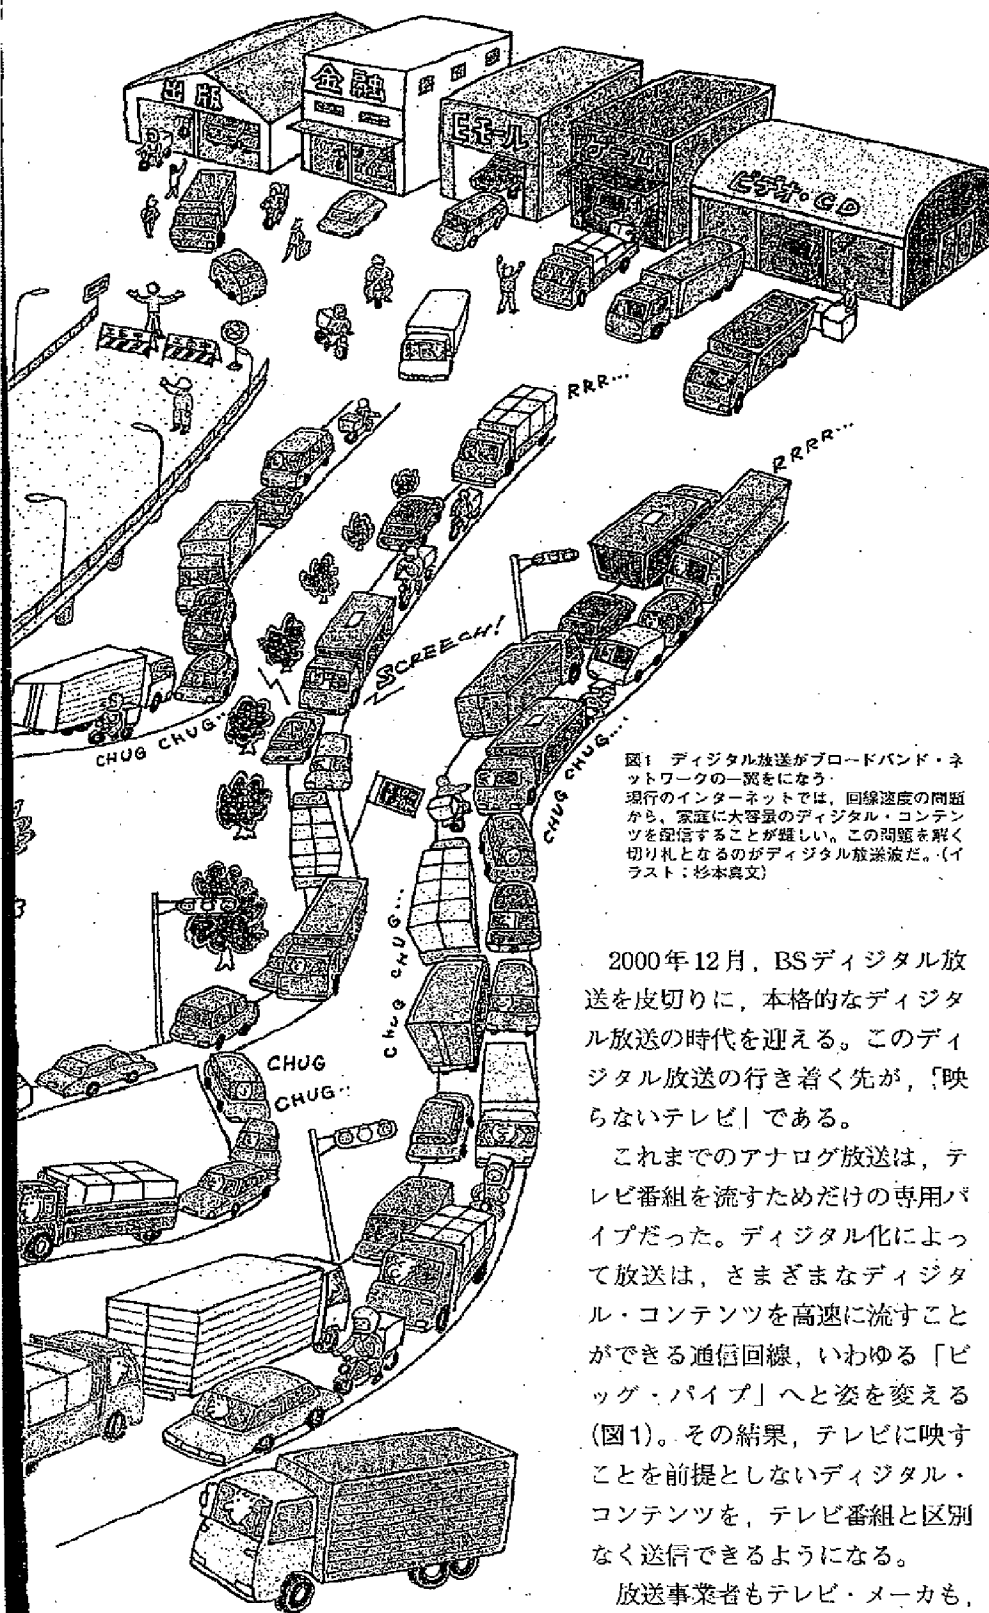 出版
金融
Eモール
ゲーム
ビデオ・CD
工事中
工事中
RRR...
RRRR...
SCREECH!
CHUG CHUG..
CHUG CHUG...
CHUG CHUG...
CHUG
CHUG..
図1 ディジタル放送がブロードバンド・ネ
ットワークの一翼をになう
現行のインターネットでは，回線速度の問題
から，家庭に大容量のディジタル・コンテン
ツを配信することが難しい。この問題を解く
切り札となるのがディジタル放送波だ。(イ
ラスト：杉本真文)
2000年12月，BSディジタル放
送を皮切りに，本格的なディジタ
ル放送の時代を迎える。このディ
ジタル放送の行き着く先が，「映
らないテレビ」である。
これまでのアナログ放送は，テ
レビ番組を流すためだけの専用パ
イプだった。ディジタル化によっ
て放送は，さまざまなディジタ
ル・コンテンツを高速に流すこと
ができる通信回線，いわゆる「ビ
ッグ・パイプ」へと姿を変える
(図1)。その結果，テレビに映す
ことを前提としないディジタル・
コンテンツを，テレビ番組と区別
なく送信できるようになる。
放送事業者もテレビ・メーカも，